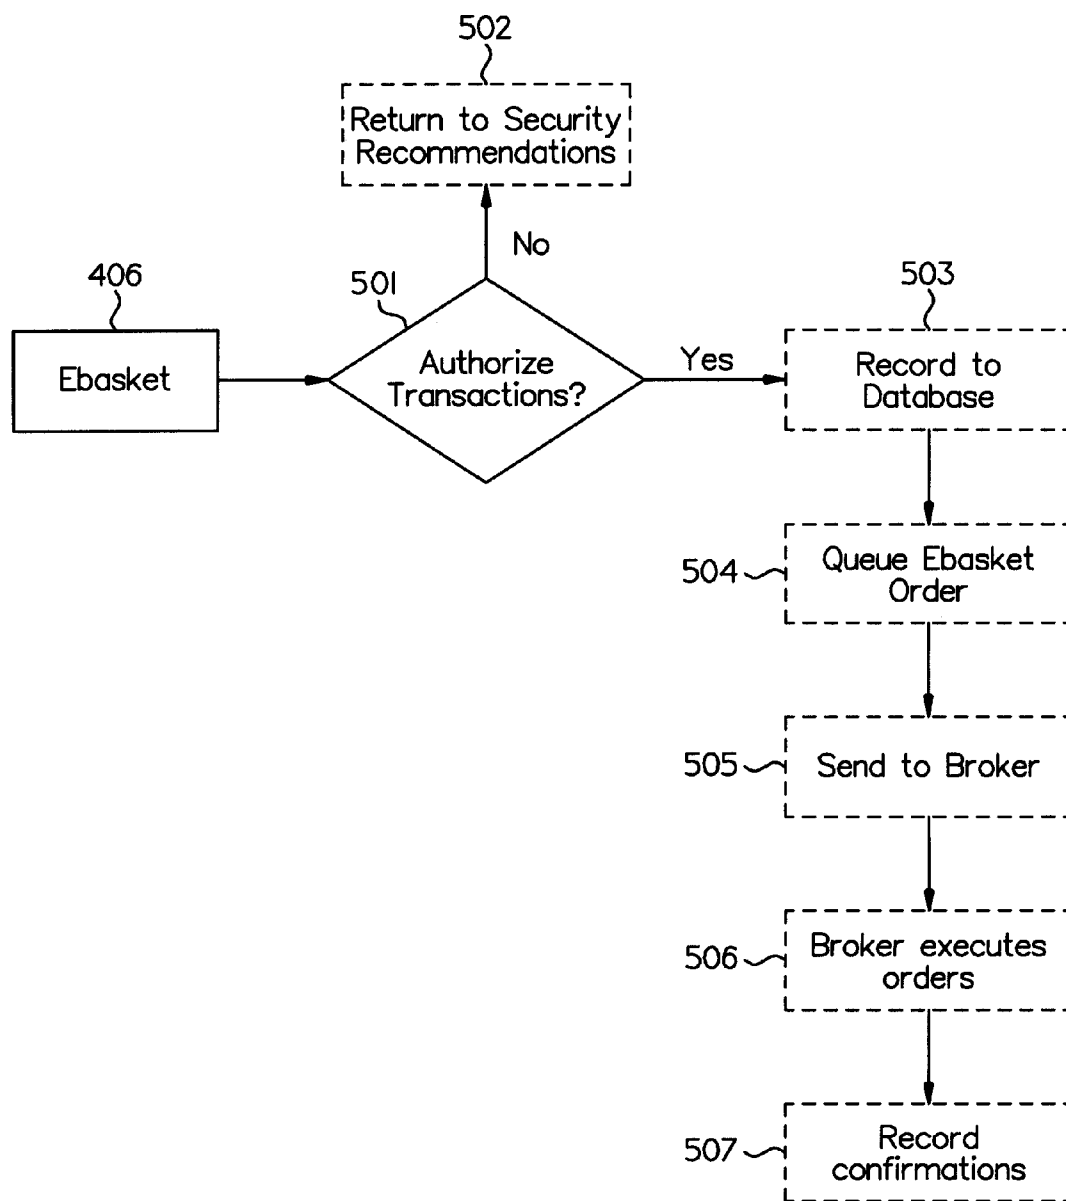 502
Return to Security
Recommendations
No
406
501
503
Ebasket
Authorize
Transactions?
Yes
Record to
Database
504
Queue Ebasket
Order
505
Send to Broker
506
Broker executes
orders
507
Record
confirmations